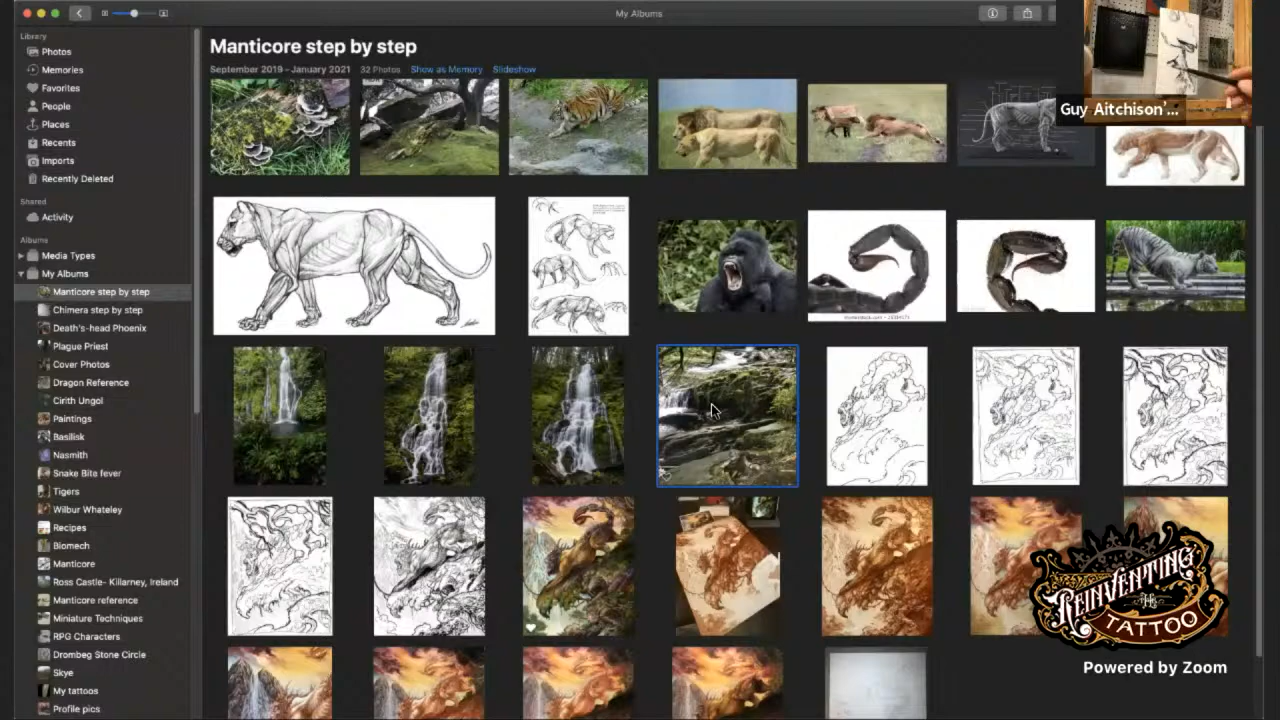 My Albums
Library
Photos
Memories
Favorites
People
Places
Recents
Imports
Recently Deleted
Shared
Activity
Albums
Media Types
My Albums
Manticore step by step
Chimera step by step
Death's-head Phoenix
Plague Priest
Cover Photos
Dragon Reference
Cirith Ungol
Paintings
Basilisk
Nasmith
Snake Bite fever
Tigers
Wilbur Whateley
Recipes
Biomech
Manticore
Ross Castle- Killarney, Ireland
Manticore reference
Miniature Techniques
RPG Characters
Drombeg Stone Circle
Skye
My tattoos
Profile pics
Manticore step by step
September 2019 – January 2021 32 Photos Show as Memory Slideshow
Guy Aitchison'...
REINVENTING
TATTOO
Powered by Zoom